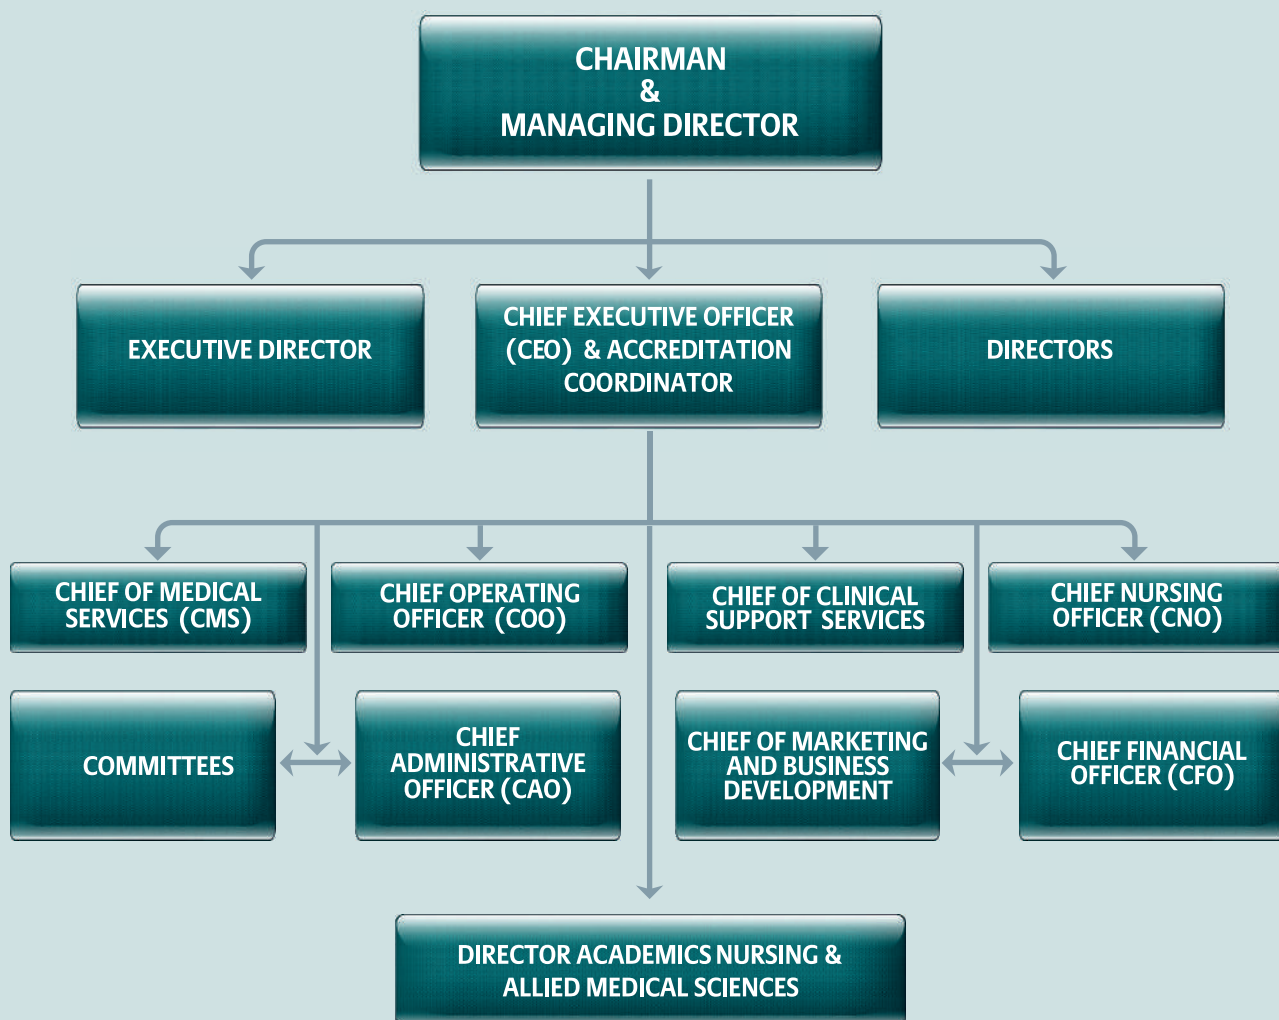 CHAIRMAN
&
MANAGING DIRECTOR
EXECUTIVE DIRECTOR
CHIEF EXECUTIVE OFFICER
(CEO) & ACCREDITATION
COORDINATOR
DIRECTORS
CHIEF OF MEDICAL
SERVICES (CMS)
CHIEF OPERATING
OFFICER (COO)
CHIEF OF CLINICAL
SUPPORT SERVICES
CHIEF NURSING
OFFICER (CNO)
COMMITTEES
CHIEF
ADMINISTRATIVE
OFFICER (CAO)
CHIEF OF MARKETING
AND BUSINESS
DEVELOPMENT
CHIEF FINANCIAL
OFFICER (CFO)
DIRECTOR ACADEMICS NURSING &
ALLIED MEDICAL SCIENCES